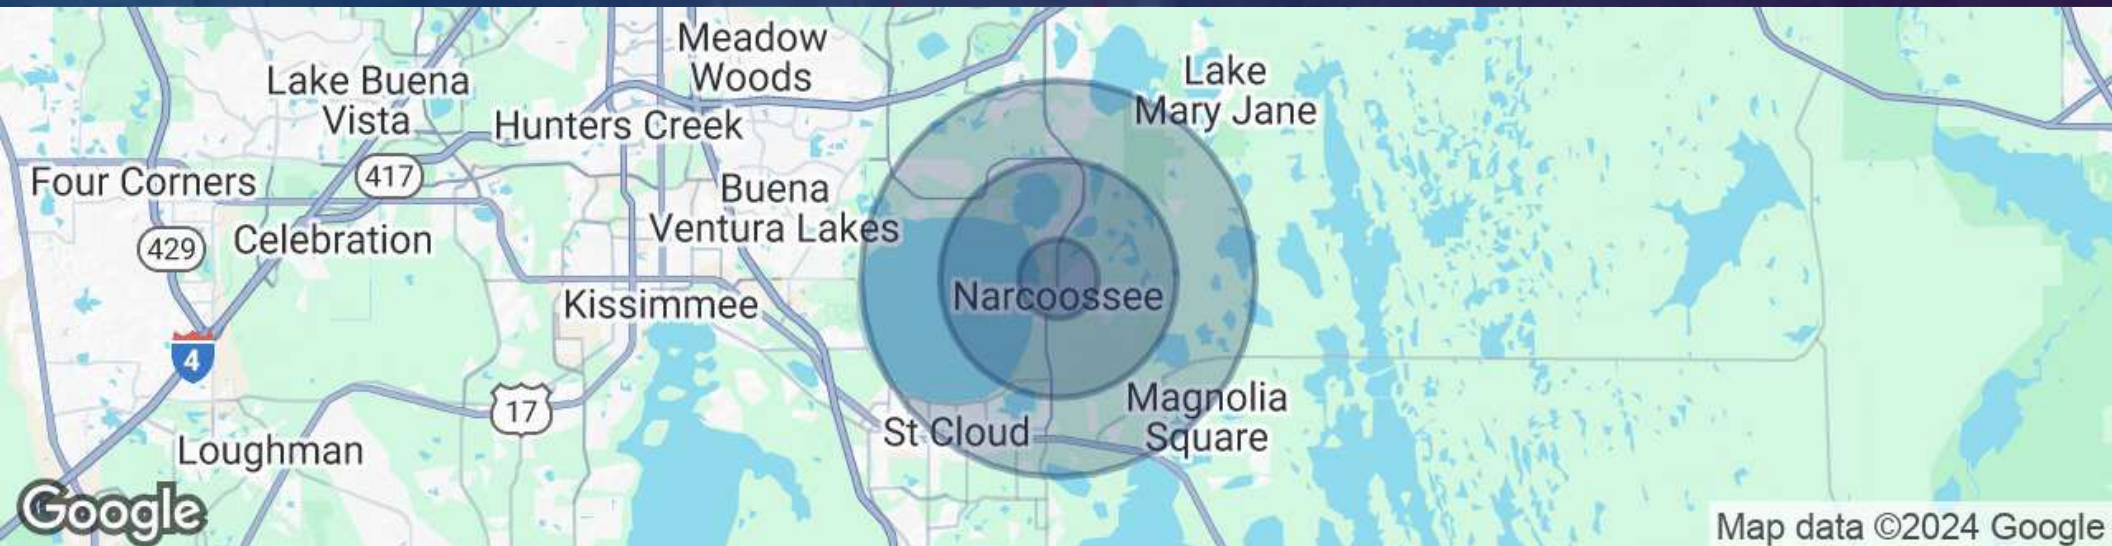 Meadow
Woods
Lake
Mary Jane
Lake Buena
Vista
Hunters Creek
417
Four Corners
Buena
Ventura Lakes
429
Celebration
Narcoossee
Kissimmee
4
17
Magnolia
Square
St Cloud
Loughman
Google
Map data ©2024 Google